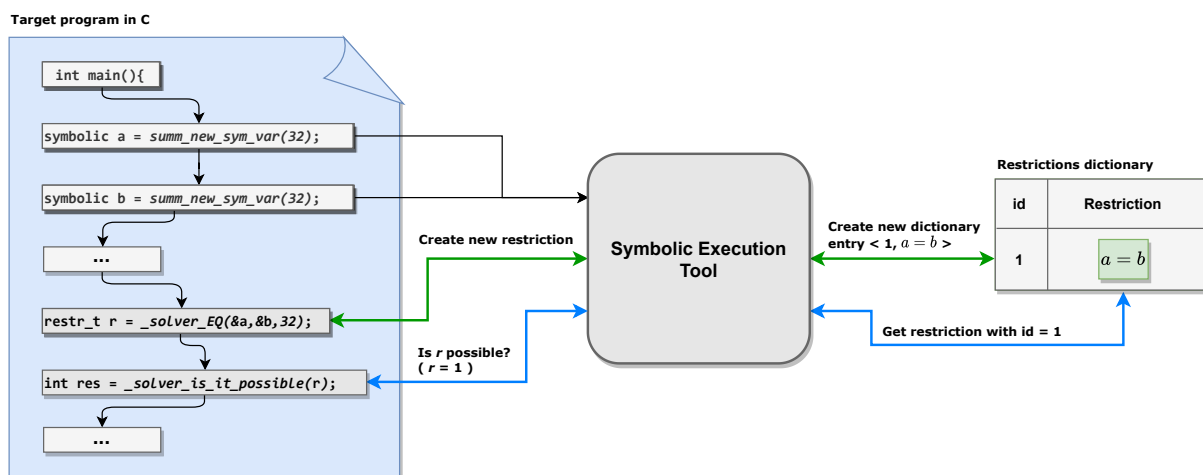 Target program in C
int main(){
symbolic a = summ_new_sym_var(32);
symbolic b = summ_new_sym_var(32);
...
restr_t r = _solver_EQ(&a,&b,32);
int res = _solver_is_it_possible(r);
...
Create new restriction
Is r possible?
( r = 1 )
Symbolic Execution
Tool
Create new dictionary
entry < 1, a = b >
Get restriction with id = 1
Restrictions dictionary
id Restriction
1 a = b